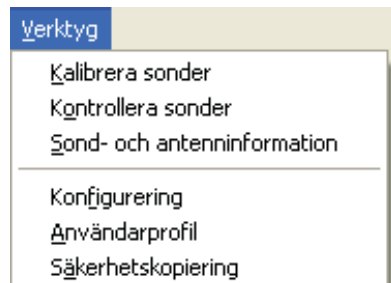 Verktyg
Kalibrera sonder
Kontrollera sonder
Sond- och antenninformation
Konfigurering
Användarprofil
Säkerhetskopiering